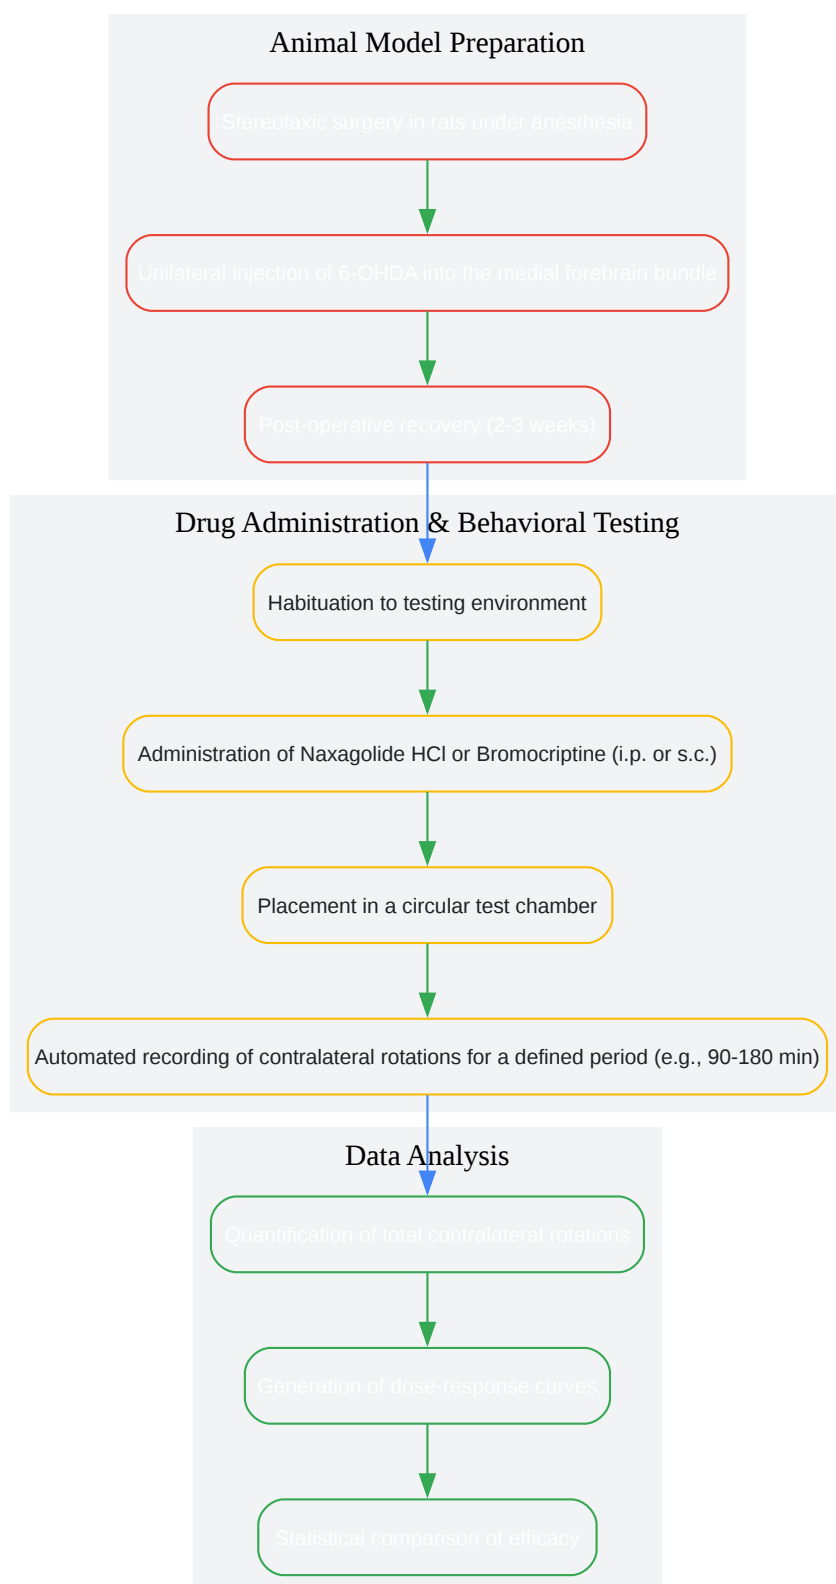 Animal Model Preparation
Stereotaxic surgery in rats under anesthesia
Unilateral injection of 6-OHDA into the medial forebrain bundle
Post-operative recovery (2-3 weeks)
Drug Administration & Behavioral Testing
Habituation to testing environment
Administration of Naxagolide HCl or Bromocriptine (i.p. or s.c.)
Placement in a circular test chamber
Automated recording of contralateral rotations for a defined period (e.g., 90-180 min)
Data Analysis
Quantification of total contralateral rotations
Generation of dose-response curves
Statistical comparison of efficacy